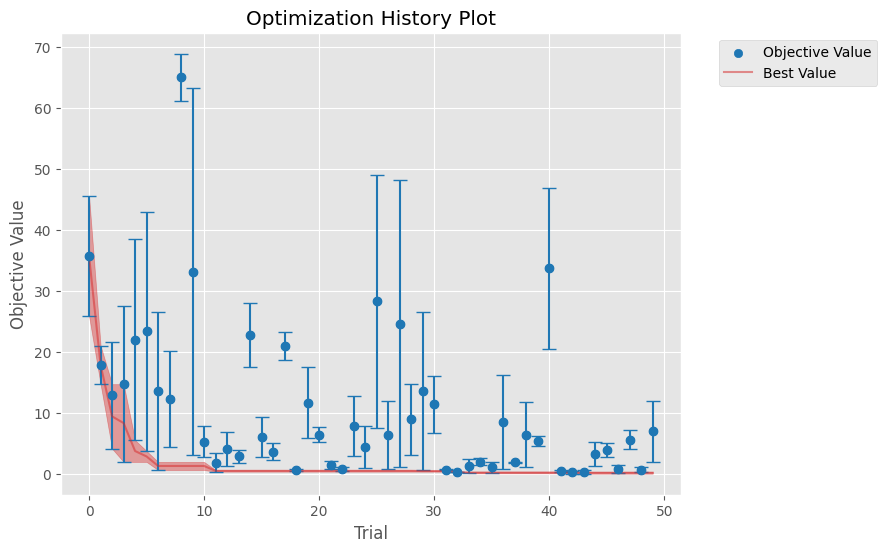 Optimization History Plot
Objective Value
Best Value
Objective Value
70
60
50
40
30
20
10
0
0 10 20 30 40 50
Trial